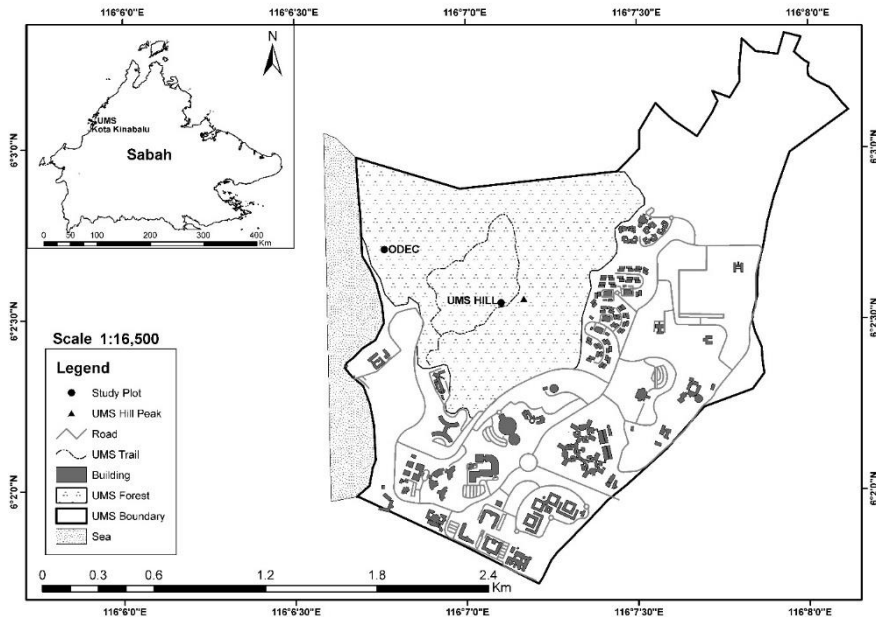 116°6'0"E 116°6'30"E 116°7'0"E 116°7'30"E 116°8'0"E
N
UMS
Kota Kinabalu
Sabah
0 50 100 200 300 400
Km
6°3'0"N 6°3'0"N
ODEC
UMS HILL
6°2'30"N 6°2'30"N
Scale 1:16,500
Legend
Study Plot
UMS Hill Peak
Road
UMS Trail
Building
UMS Forest
UMS Boundary
Sea
6°2'0"N 6°2'0"N
0 0.3 0.6 1.2 1.8 2.4
Km
116°6'0"E 116°6'30"E 116°7'0"E 116°7'30"E 116°8'0"E